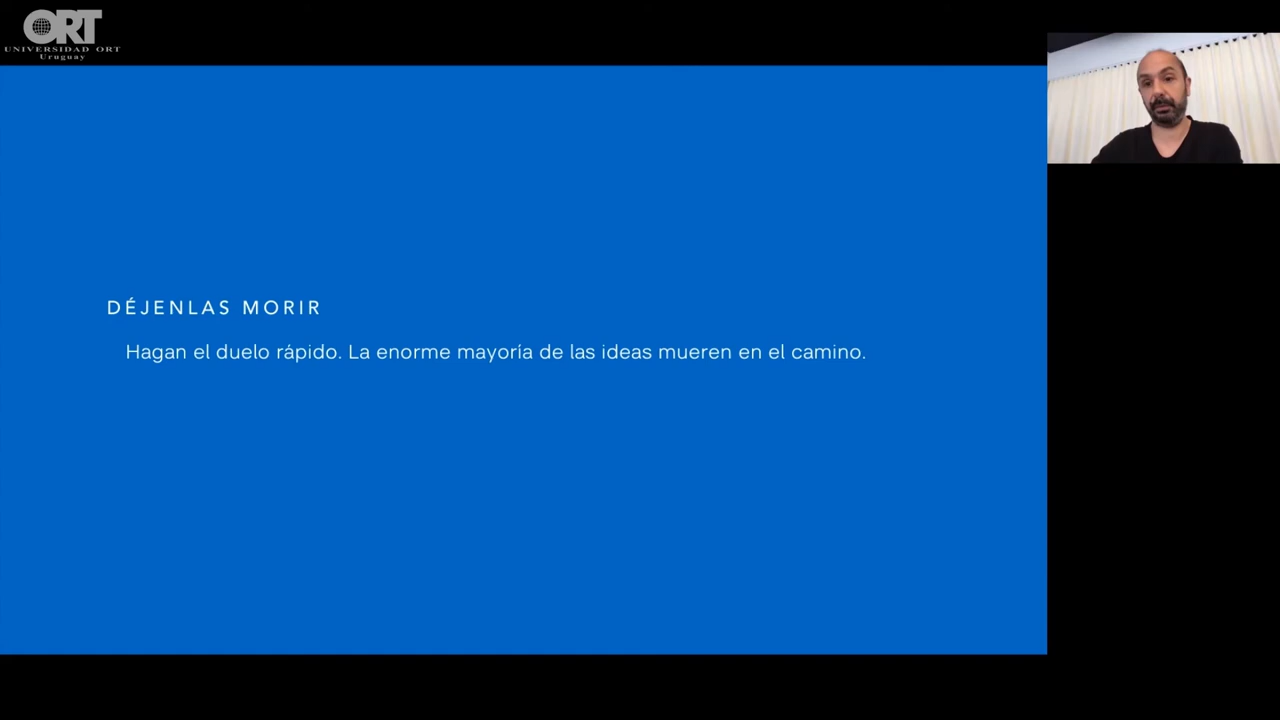 ORT
UNIVERSIDAD ORT
Uruguay
DÉJENLAS MORIR
Hagan el duelo rápido. La enorme mayoría de las ideas mueren en el camino.